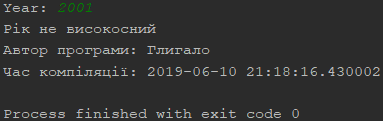 Year: 2001
Рік не високосний
Автор програми: Глигало
Час компіляції: 2019-06-10 21:18:16.430002
Process finished with exit code 0